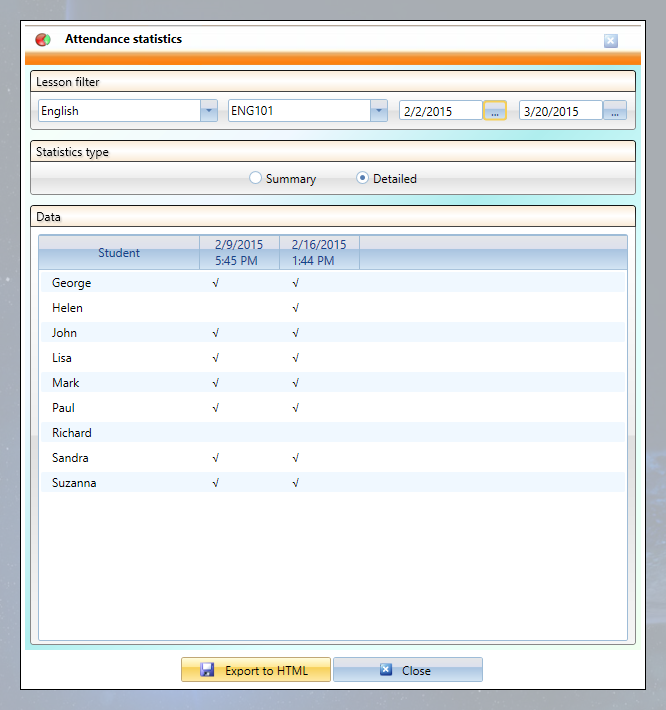 Attendance statistics
Lesson filter
English ENG101 2/2/2015 ... 3/20/2015 ...
Statistics type
Summary Detailed
Data
Student 2/9/2015 5:45 PM 2/16/2015 1:44 PM
George √ √
Helen √
John √ √
Lisa √ √
Mark √ √
Paul √ √
Richard
Sandra √ √
Suzanna √ √
Export to HTML Close